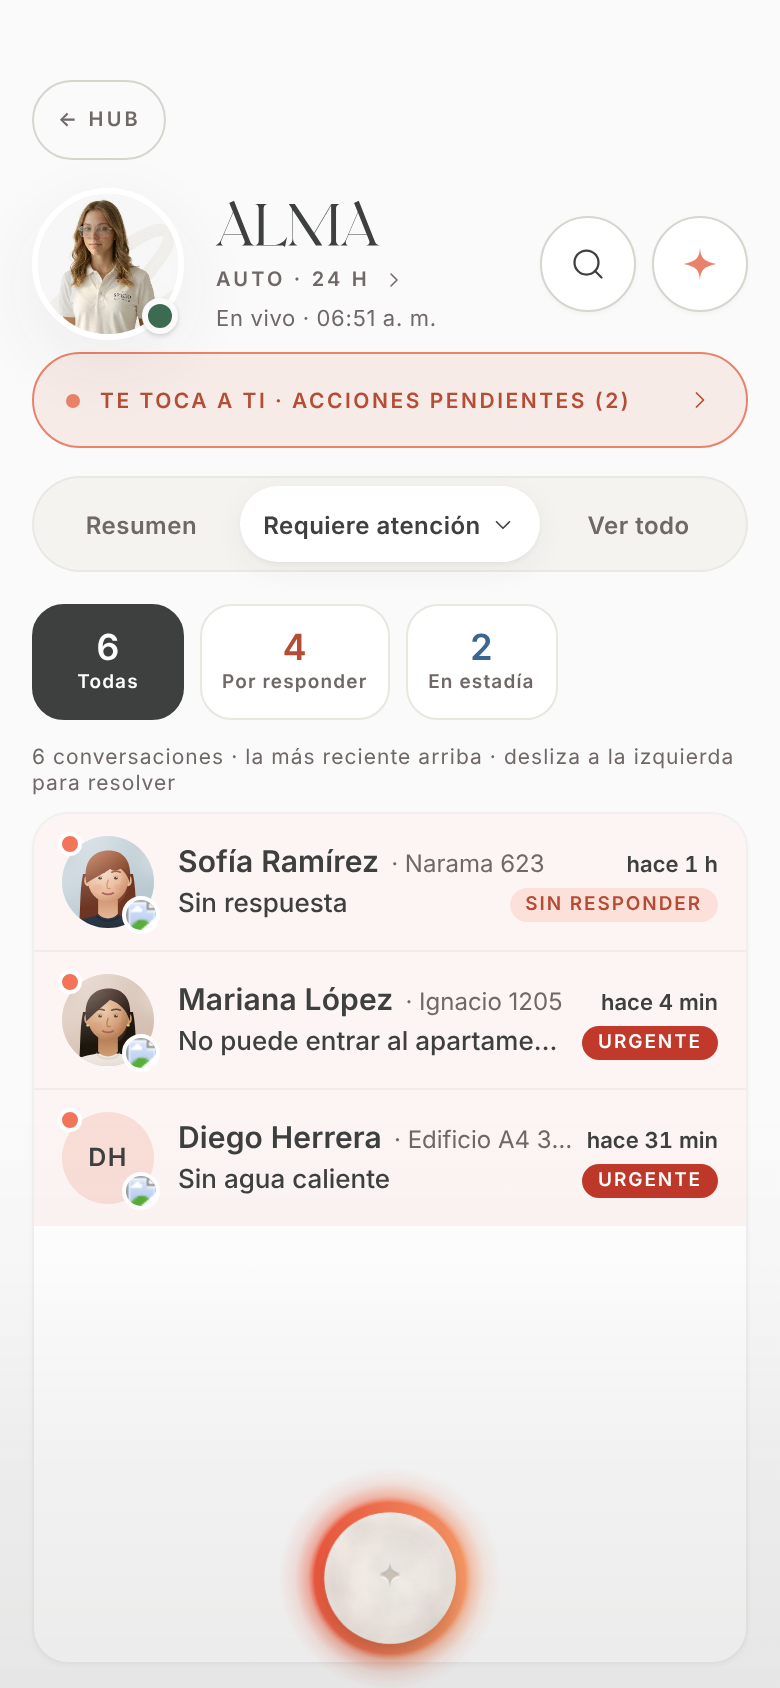 ← HUB
ALMA
AUTO · 24 H >
En vivo · 06:51 a. m.
TE TOCA A TI · ACCIONES PENDIENTES (2)
Resumen
Requiere atención
Ver todo
6
Todas
4
Por responder
2
En estadía
6 conversaciones · la más reciente arriba · desliza a la izquierda
para resolver
Sofía Ramírez · Narama 623 hace 1 h
Sin respuesta SIN RESPONDER
Mariana López · Ignacio 1205 hace 4 min
No puede entrar al apartame... URGENTE
DH
Diego Herrera · Edificio A4 3... hace 31 min
Sin agua caliente URGENTE